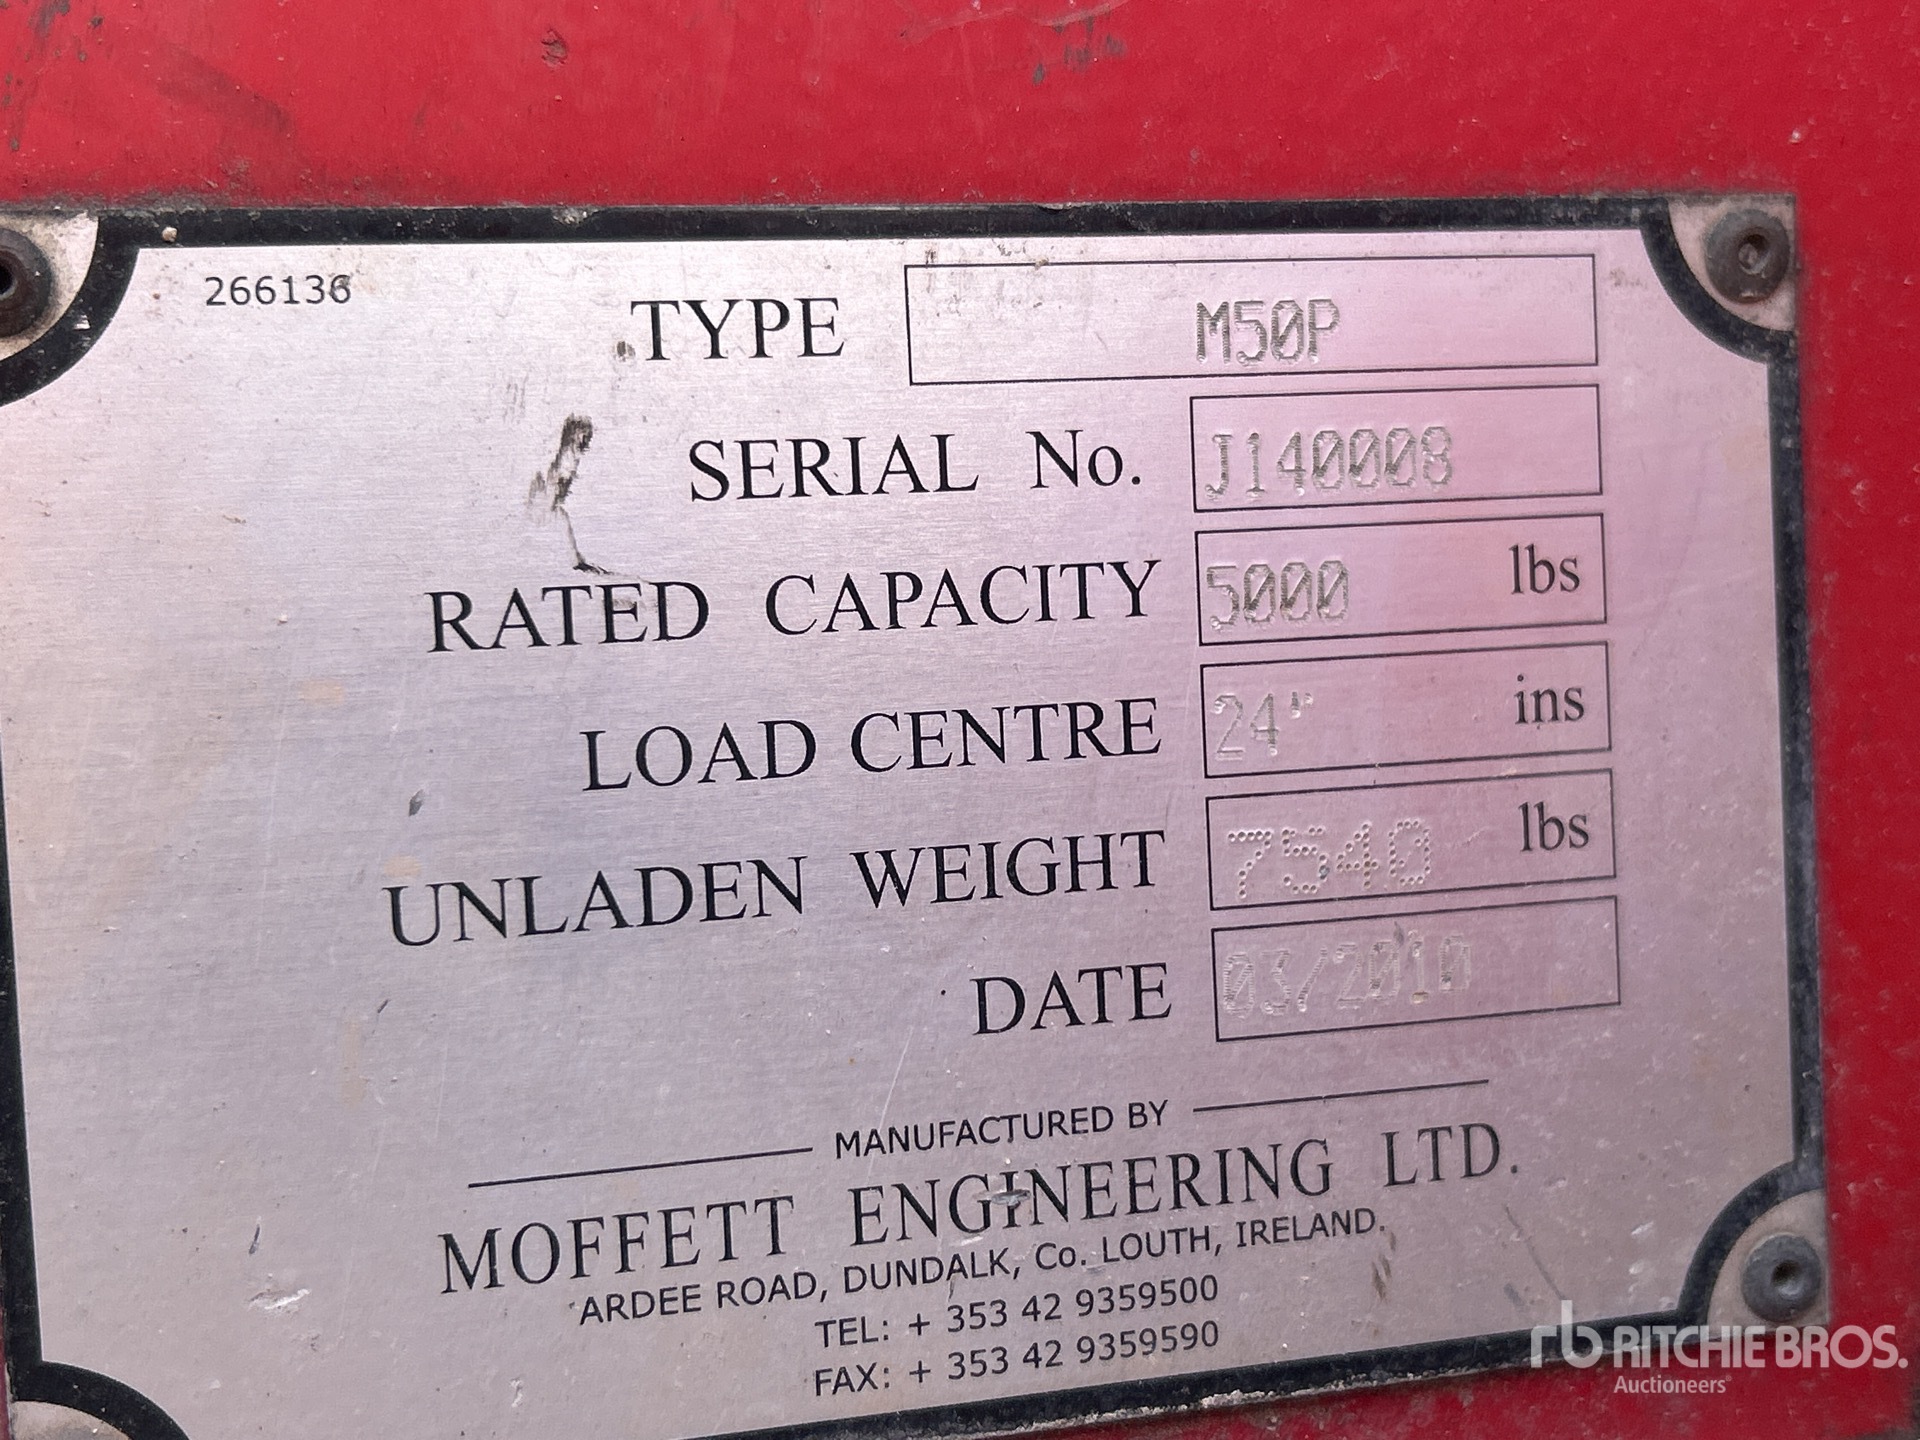 266136
TYPE M50P
SERIAL No. J140008
RATED CAPACITY 5000 lbs
LOAD CENTRE 24" ins
UNLADEN WEIGHT 7540 lbs
DATE 03/2010
MANUFACTURED BY
MOFFETT ENGINEERING LTD.
ARDEE ROAD, DUNDALK, Co. LOUTH, IRELAND.
TEL: + 353 42 9359500
FAX: + 353 42 9359590
rb RITCHIE BROS.
Auctioneers